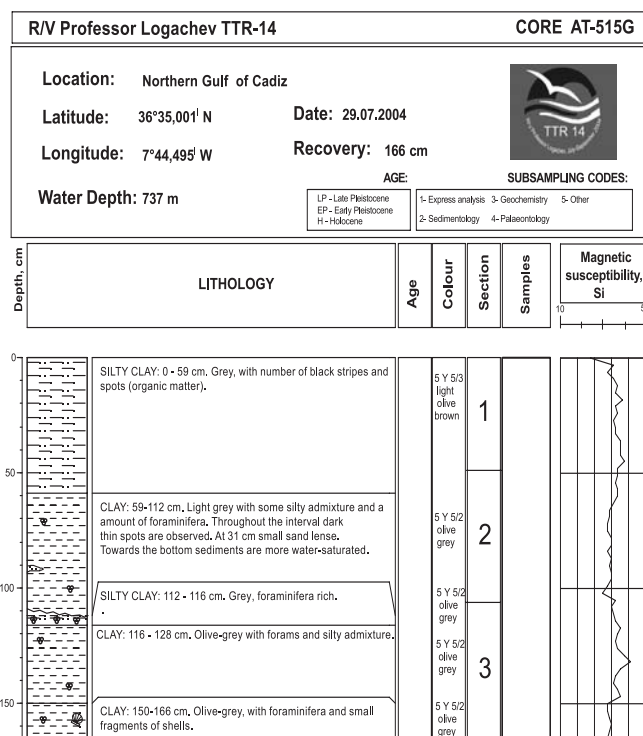 R/V Professor Logachev TTR-14
CORE AT-515G
Location: Northern Gulf of Cadiz
Latitude: 36°35,001ˡ N
Date: 29.07.2004
Longitude: 7°44,495ˡ W
Recovery: 166 cm
Water Depth: 737 m
TTR 14
AGE:
LP - Late Pleistocene
EP - Early Pleistocene
H - Holocene
SUBSAMPLING CODES:
1- Express analysis 3- Geochemistry 5- Other
2- Sedimentology 4- Palaeontology
Depth, cm
LITHOLOGY
Age
Colour
Section
Samples
Magnetic
susceptibility,
Si
10
0
SILTY CLAY: 0 - 59 cm. Grey, with number of black stripes and
spots (organic matter).
5 Y 5/3
light
olive
brown
1
50
CLAY: 59-112 cm. Light grey with some silty admixture and a
amount of foraminifera. Throughout the interval dark
thin spots are observed. At 31 cm small sand lense.
Towards the bottom sediments are more water-saturated.
5 Y 5/2
olive
grey
2
100
SILTY CLAY: 112 - 116 cm. Grey, foraminifera rich.
.
5 Y 5/2
olive
grey
CLAY: 116 - 128 cm. Olive-grey with forams and silty admixture.
5 Y 5/2
olive
grey
3
150
CLAY: 150-166 cm. Olive-grey, with foraminifera and small
fragments of shells.
5 Y 5/2
olive
grey